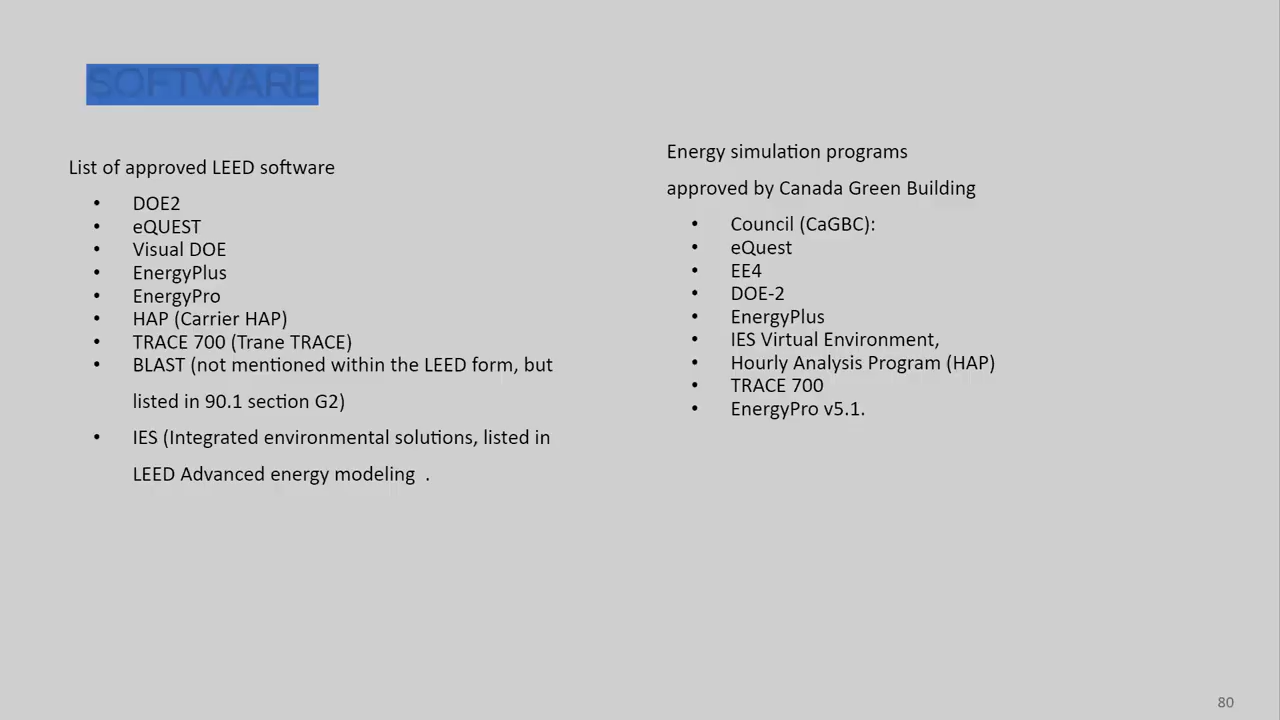 SOFTWARE
List of approved LEED software
• DOE2
• eQUEST
• Visual DOE
• EnergyPlus
• EnergyPro
• HAP (Carrier HAP)
• TRACE 700 (Trane TRACE)
• BLAST (not mentioned within the LEED form, but
listed in 90.1 section G2)
• IES (Integrated environmental solutions, listed in
LEED Advanced energy modeling .
Energy simulation programs
approved by Canada Green Building
• Council (CaGBC):
• eQuest
• EE4
• DOE-2
• EnergyPlus
• IES Virtual Environment,
• Hourly Analysis Program (HAP)
• TRACE 700
• EnergyPro v5.1.
80